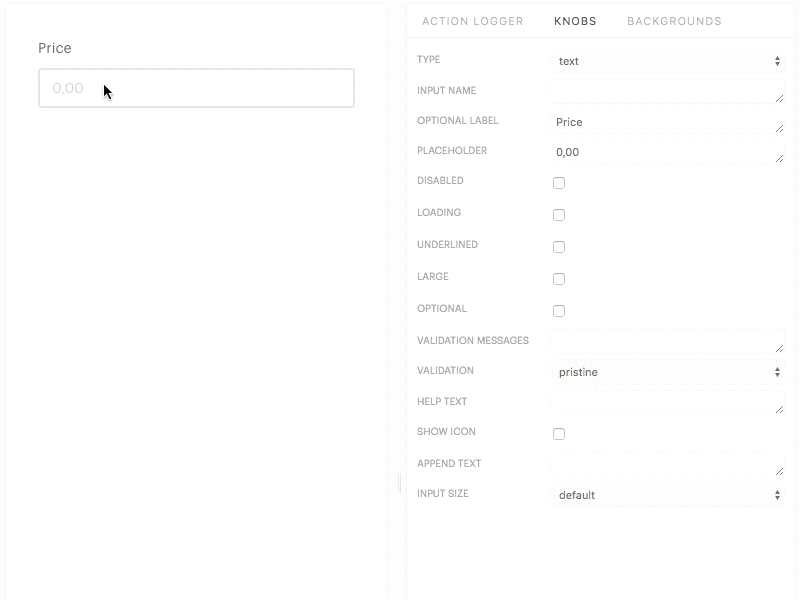 Price
0,00
ACTION LOGGER KNOBS BACKGROUNDS
TYPE text
INPUT NAME
OPTIONAL LABEL Price
PLACEHOLDER 0,00
DISABLED
LOADING
UNDERLINED
LARGE
OPTIONAL
VALIDATION MESSAGES
VALIDATION pristine
HELP TEXT
SHOW ICON
APPEND TEXT
INPUT SIZE default